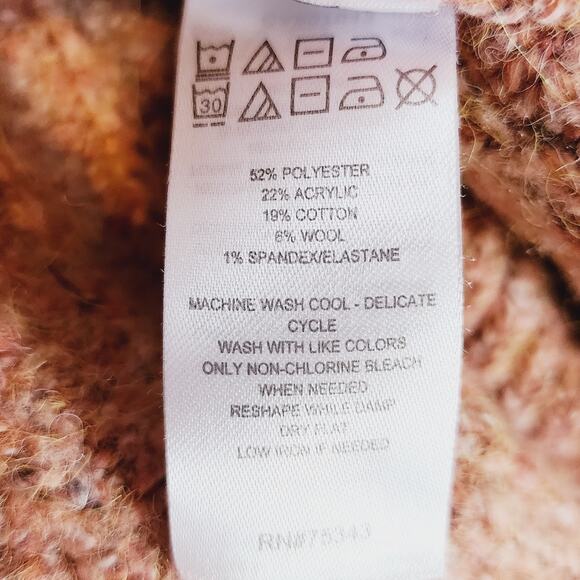 30
52% POLYESTER
22% ACRYLIC
19% COTTON
6% WOOL
1% SPANDEX/ELASTANE
MACHINE WASH COOL - DELICATE
CYCLE
WASH WITH LIKE COLORS
ONLY NON-CHLORINE BLEACH
WHEN NEEDED
RESHAPE WHILE DAMP
DRY FLAT
LOW IRON IF NEEDED
RN#75343